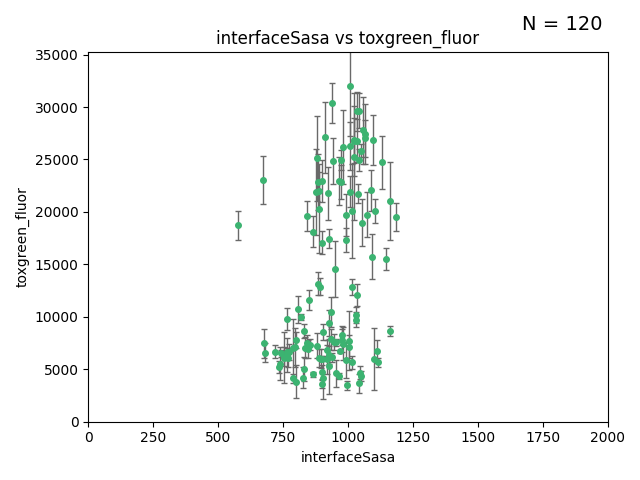 N = 120
interfaceSasa vs toxgreen_fluor
35000
30000
25000
20000
15000
10000
5000
0
toxgreen_fluor
0 250 500 750 1000 1250 1500 1750 2000
interfaceSasa